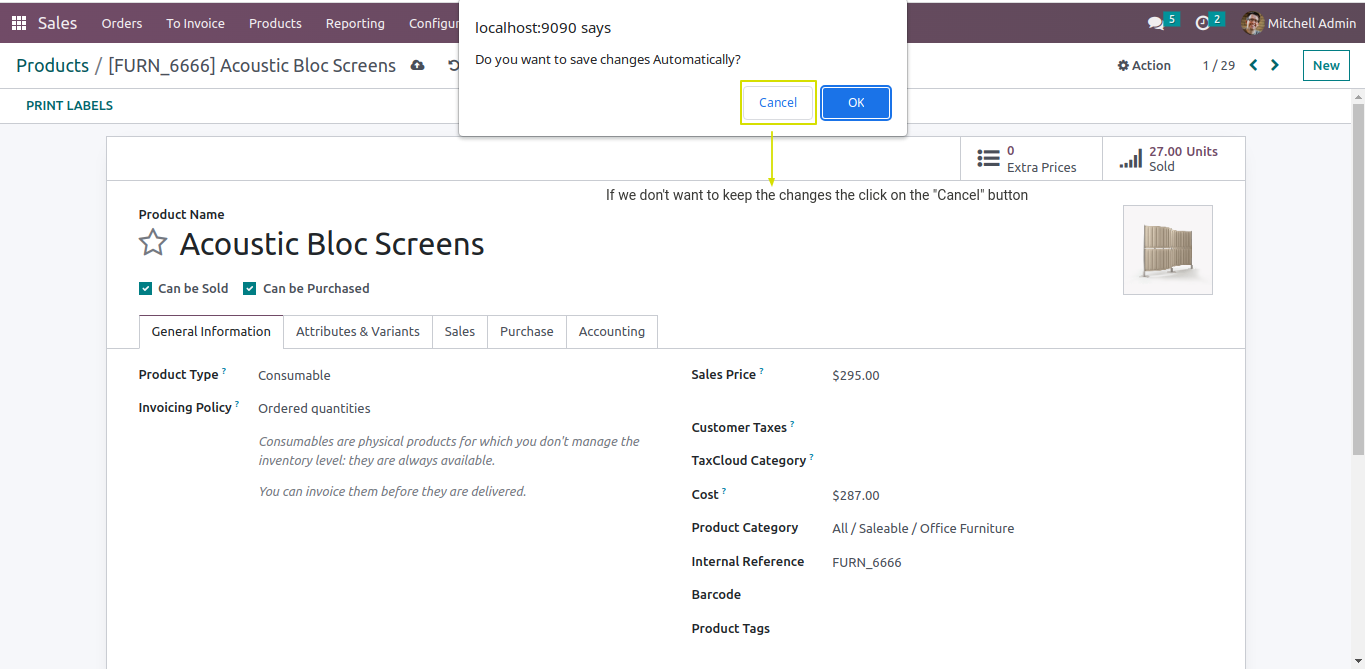 Sales Orders To Invoice Products Reporting Configur
5 2 Mitchell Admin
localhost:9090 says
Do you want to save changes Automatically?
Cancel OK
Products / [FURN_6666] Acoustic Bloc Screens
Action 1 / 29 New
PRINT LABELS
0
Extra Prices
27.00 Units
Sold
If we don't want to keep the changes the click on the "Cancel" button
Product Name
Acoustic Bloc Screens
Can be Sold Can be Purchased
General Information Attributes & Variants Sales Purchase Accounting
Product Type ? Consumable
Invoicing Policy ? Ordered quantities
Consumables are physical products for which you don't manage the
inventory level: they are always available.
You can invoice them before they are delivered.
Sales Price ? $295.00
Customer Taxes ?
TaxCloud Category ?
Cost ? $287.00
Product Category All / Saleable / Office Furniture
Internal Reference FURN_6666
Barcode
Product Tags